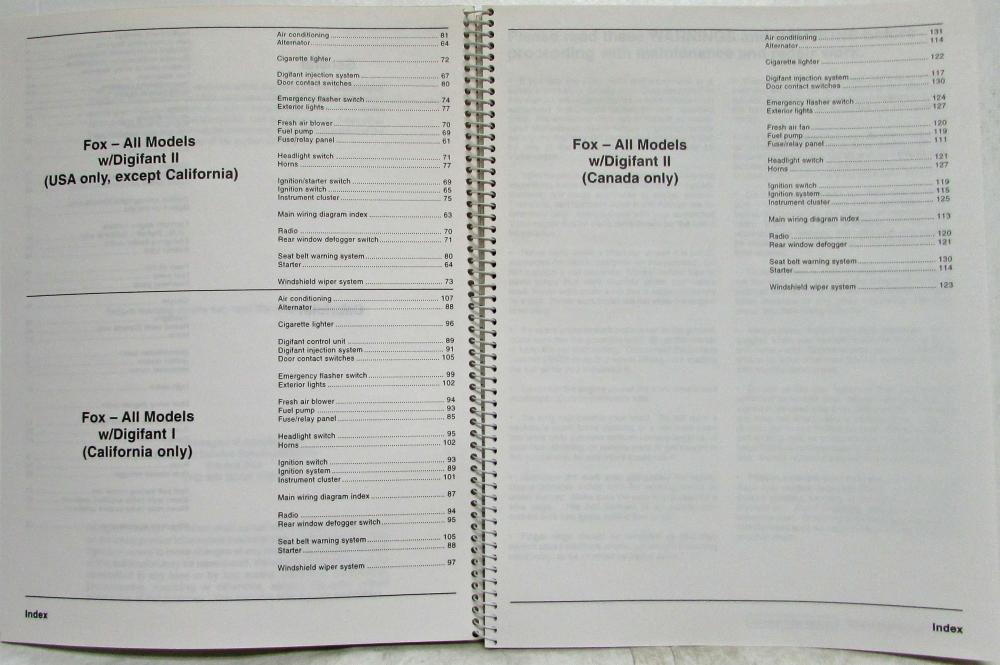 Fox – All Models
w/Digifant II
(USA only, except California)
Air conditioning 81
Alternator 64
Cigarette lighter 72
Digifant injection system 67
Door contact switches 80
Emergency flasher switch 74
Exterior lights 77
Fresh air blower 70
Fuel pump 69
Fuse/relay panel 61
Headlight switch 71
Horns 77
Ignition/starter switch 69
Ignition switch 65
Instrument cluster 75
Main wiring diagram index 63
Radio 70
Rear window defogger switch 71
Seat belt warning system 80
Starter 64
Windshield wiper system 73
Fox – All Models
w/Digifant I
(California only)
Air conditioning 107
Alternator 88
Cigarette lighter 96
Digifant control unit 89
Digifant injection system 91
Door contact switches 105
Emergency flasher switch 99
Exterior lights 102
Fresh air blower 94
Fuel pump 93
Fuse/relay panel 85
Headlight switch 95
Horns 102
Ignition switch 93
Ignition system 89
Instrument cluster 101
Main wiring diagram index 87
Radio 94
Rear window defogger switch 95
Seat belt warning system 105
Starter 88
Windshield wiper system 97
Index
Fox – All Models
w/Digifant II
(Canada only)
Air conditioning 131
Alternator 114
Cigarette lighter 122
Digifant injection system 117
Door contact switches 130
Emergency flasher switch 124
Exterior lights 127
Fresh air fan 120
Fuel pump 119
Fuse/relay panel 111
Headlight switch 121
Horns 127
Ignition switch 119
Ignition system 115
Instrument cluster 125
Main wiring diagram index 113
Radio 120
Rear window defogger 121
Seat belt warning system 130
Starter 114
Windshield wiper system 123
Index